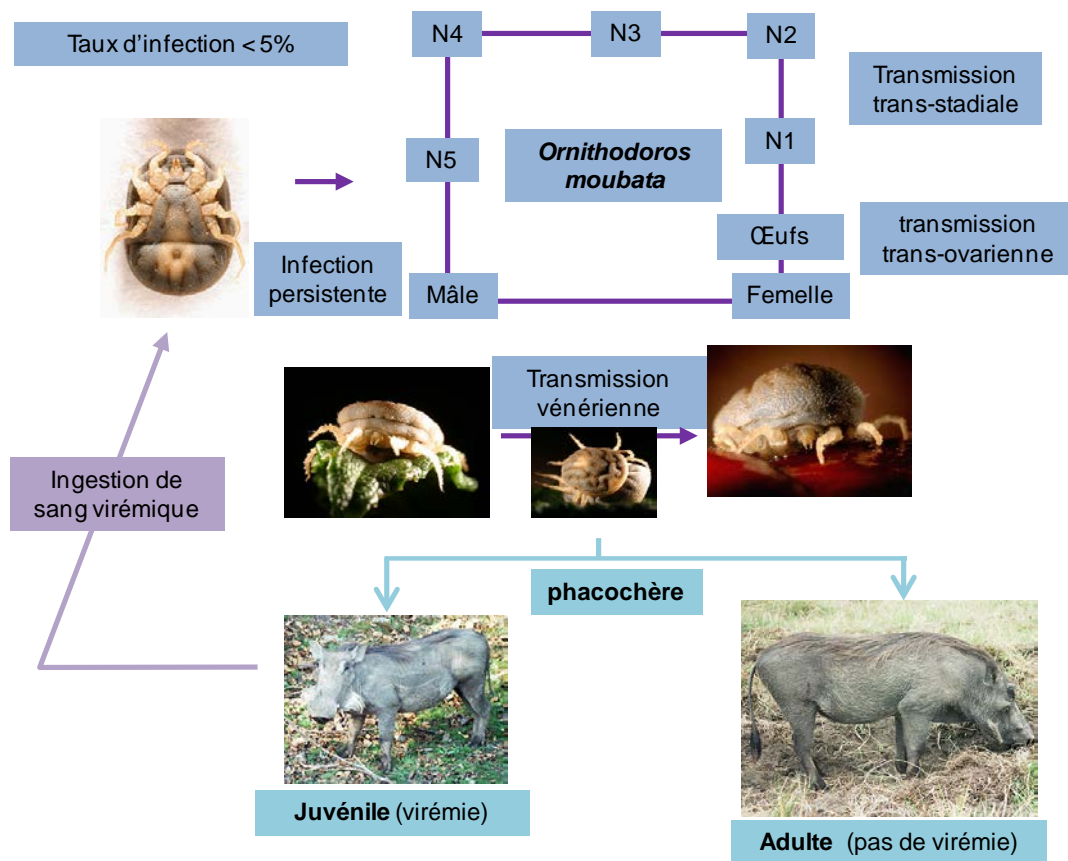 Taux d’infection < 5%
N4
N3
N2
Transmission
trans-stadiale
N5
Ornithodoros
moubata
N1
Œufs
transmission
trans-ovarienne
Infection
persistente
Mâle
Femelle
Transmission
vénérienne
Ingestion de
sang virémique
phacochère
Juvénile (virémie)
Adulte (pas de virémie)